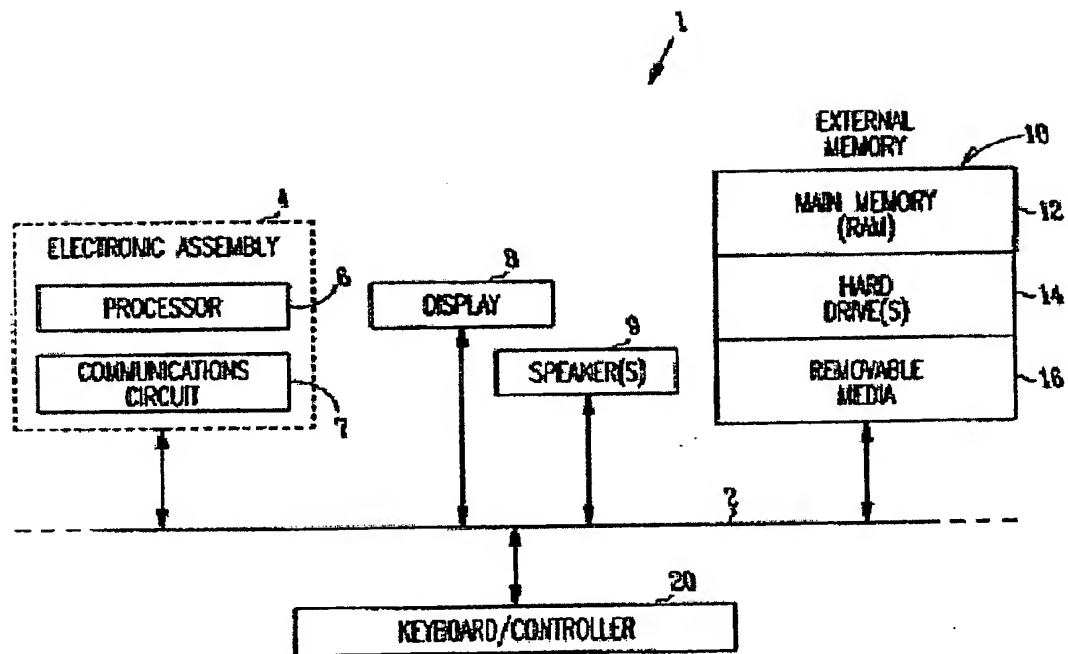 1
EXTERNAL
MEMORY
10
MAIN MEMORY
(RAM)
12
HARD
DRIVE(S)
14
REMOVABLE
MEDIA
16
4
ELECTRONIC ASSEMBLY
PROCESSOR
6
COMMUNICATIONS
CIRCUIT
7
8
DISPLAY
9
SPEAKER(S)
2
20
KEYBOARD/CONTROLLER